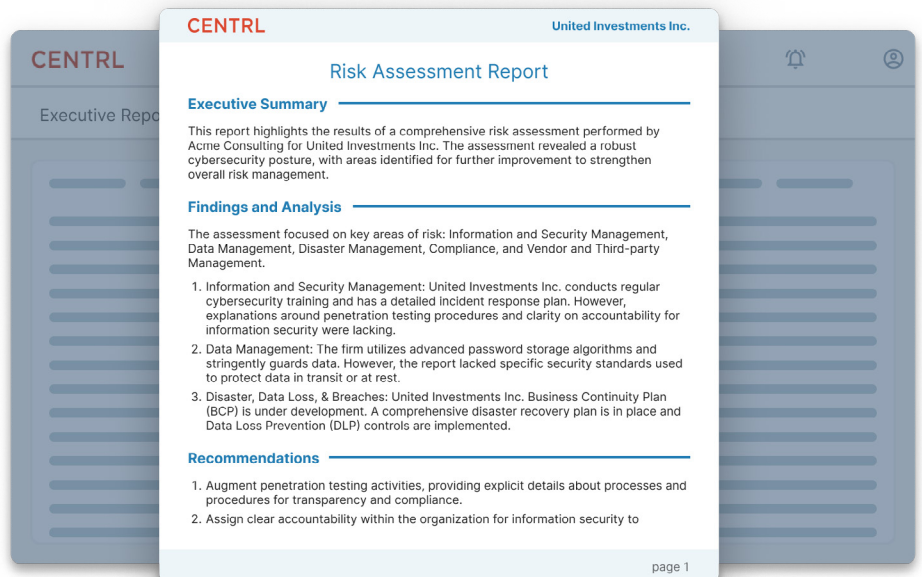 CENTRL
United Investments Inc.
CENTRL
Executive Repo
Risk Assessment Report
Executive Summary
This report highlights the results of a comprehensive risk assessment performed by
Acme Consulting for United Investments Inc. The assessment revealed a robust
cybersecurity posture, with areas identified for further improvement to strengthen
overall risk management.
Findings and Analysis
The assessment focused on key areas of risk: Information and Security Management,
Data Management, Disaster Management, Compliance, and Vendor and Third-party
Management.
1. Information and Security Management: United Investments Inc. conducts regular
cybersecurity training and has a detailed incident response plan. However,
explanations around penetration testing procedures and clarity on accountability for
information security were lacking.
2. Data Management: The firm utilizes advanced password storage algorithms and
stringently guards data. However, the report lacked specific security standards used
to protect data in transit or at rest.
3. Disaster, Data Loss, & Breaches: United Investments Inc. Business Continuity Plan
(BCP) is under development. A comprehensive disaster recovery plan is in place and
Data Loss Prevention (DLP) controls are implemented.
Recommendations
1. Augment penetration testing activities, providing explicit details about processes and
procedures for transparency and compliance.
2. Assign clear accountability within the organization for information security to
page 1